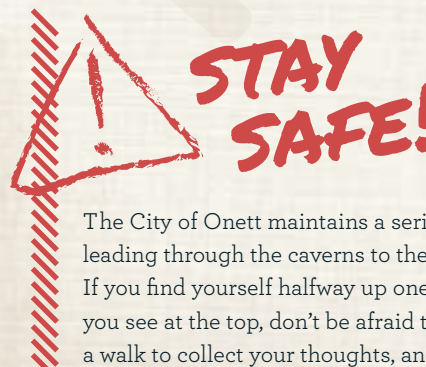 STAY
SAFE!
The City of Onett maintains a seri
leading through the caverns to the
If you find yourself halfway up one
you see at the top, don't be afraid t
a walk to collect your thoughts, an